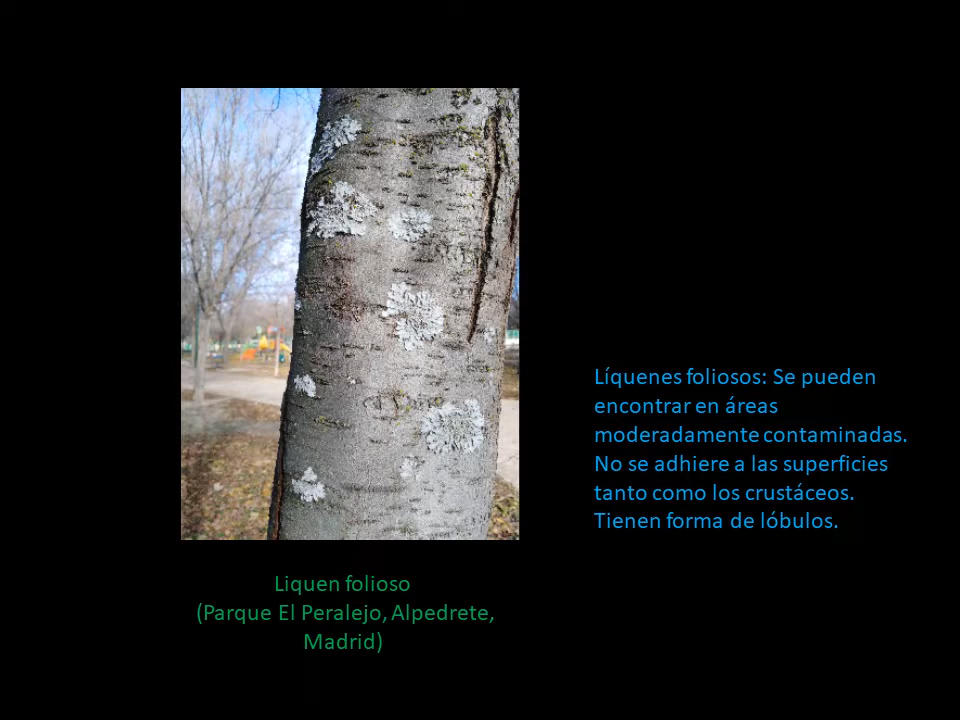 Líquenes foliosos: Se pueden
encontrar en áreas
moderadamente contaminadas.
No se adhiere a las superficies
tanto como los crustáceos.
Tienen forma de lóbulos.
Liquen folioso
(Parque El Peralejo, Alpedrete,
Madrid)